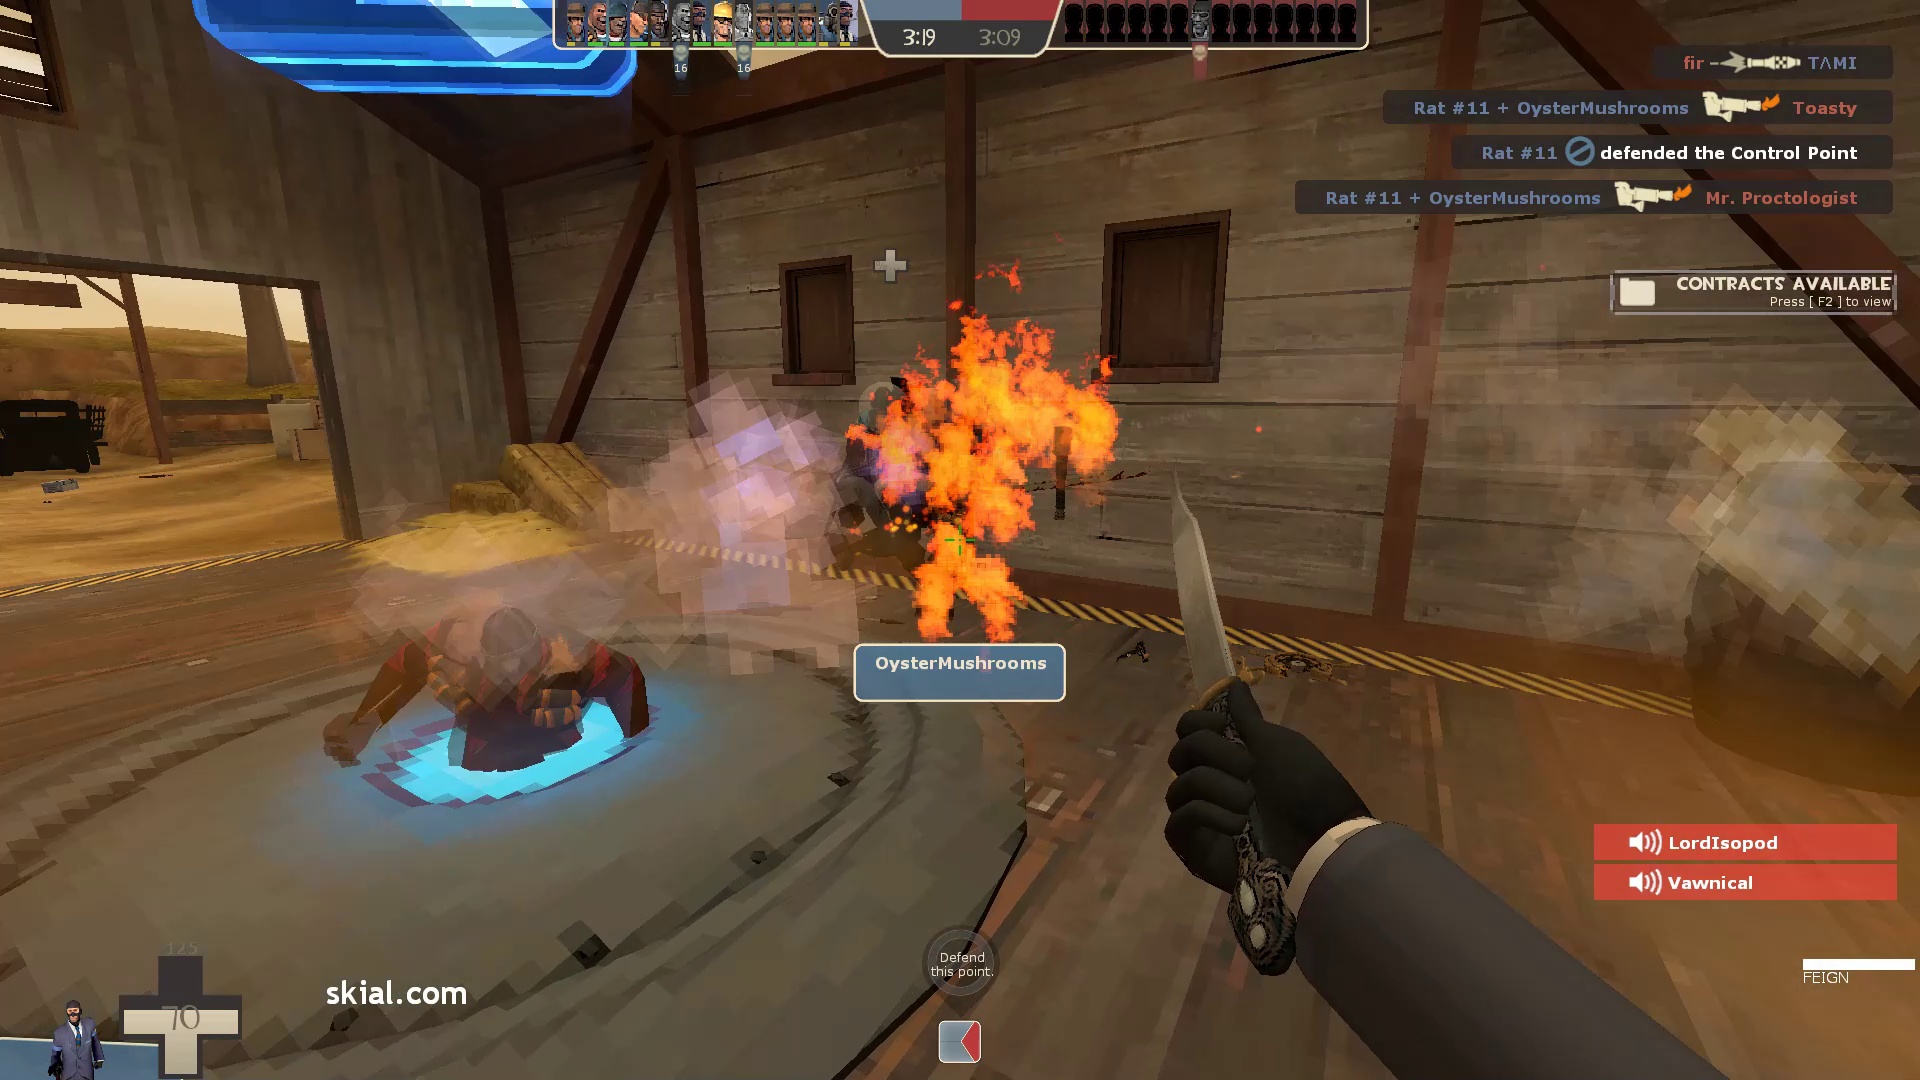 3:19
3:09
16
16
fir TΛMI
Rat #11 + OysterMushrooms Toasty
Rat #11 defended the Control Point
Rat #11 + OysterMushrooms Mr. Proctologist
CONTRACTS AVAILABLE
Press [ F2 ] to view
OysterMushrooms
LordIsopod
Vawnical
125
70
skial.com
Defend
this point.
FEIGN